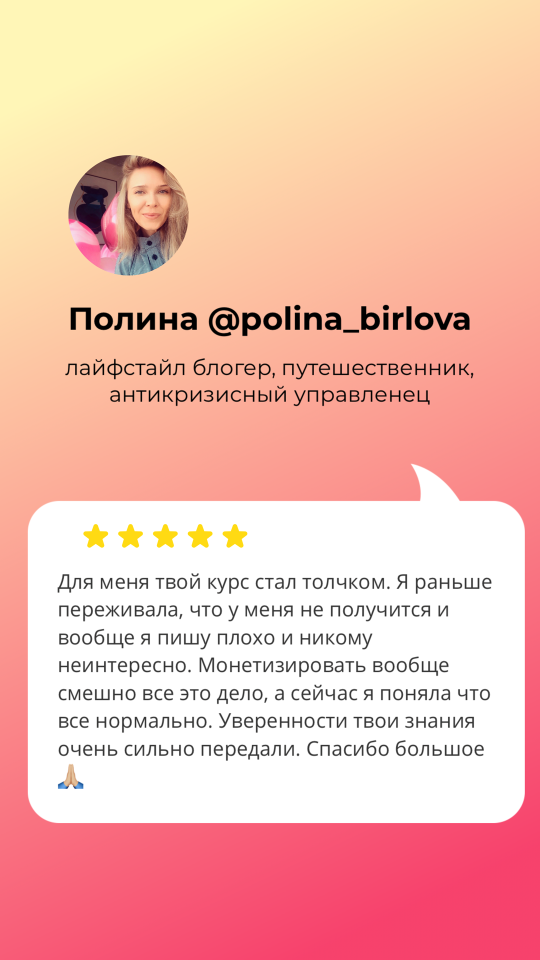 Полина @polina_birlova
лайфстайл блогер, путешественник,
антикризисный управленец
Для меня твой курс стал толчком. Я раньше
переживала, что у меня не получится и
вообще я пишу плохо и никому
неинтересно. Монетизировать вообще
смешно все это дело, а сейчас я поняла что
все нормально. Уверенности твои знания
очень сильно передали. Спасибо большое
🙏🏼